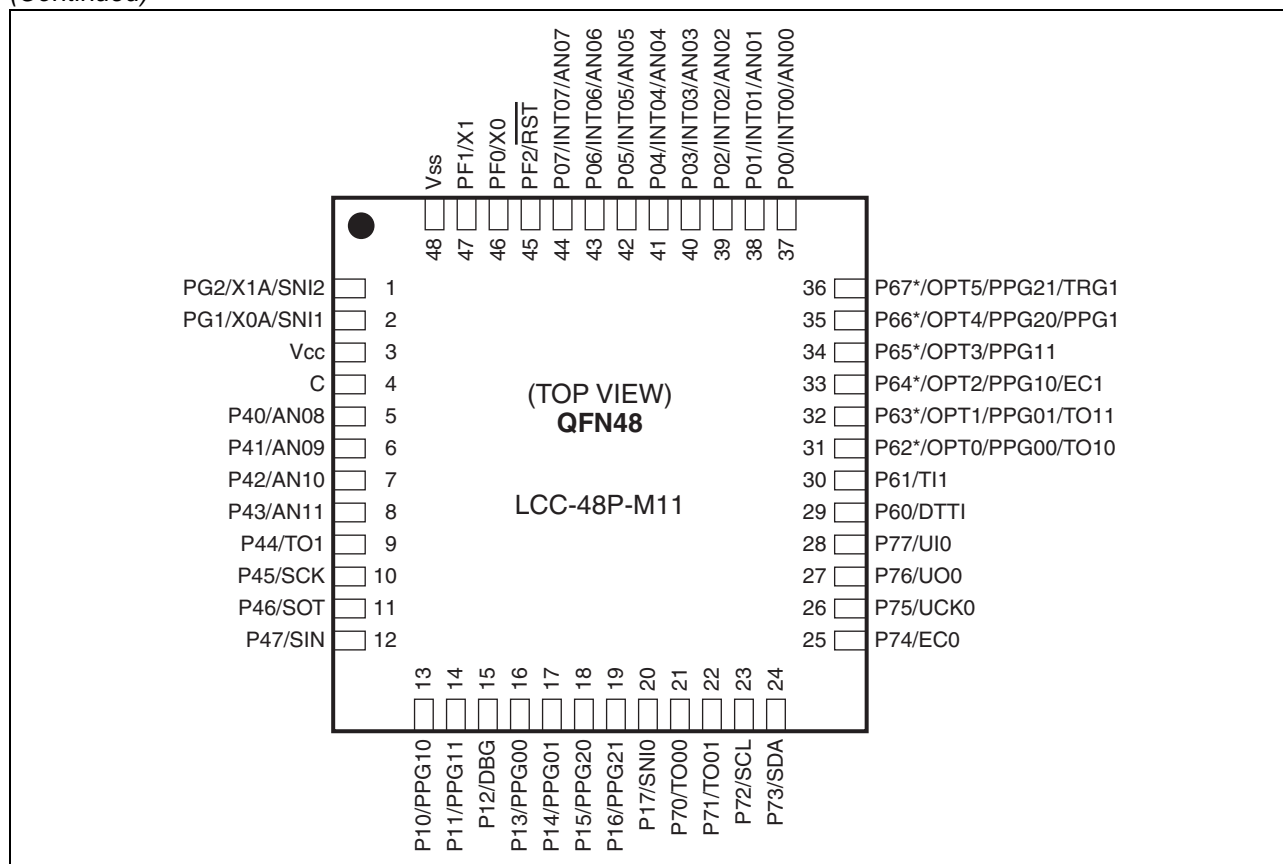 (Continued)
Vss
PF1/X1
PF0/X0
PF2/RST
P07/INT07/AN07
P06/INT06/AN06
P05/INT05/AN05
P04/INT04/AN04
P03/INT03/AN03
P02/INT02/AN02
P01/INT01/AN01
P00/INT00/AN00
48
47
46
45
44
43
42
41
40
39
38
37
PG2/X1A/SNI2 1
PG1/X0A/SNI1 2
Vcc 3
C 4
P40/AN08 5
P41/AN09 6
P42/AN10 7
P43/AN11 8
P44/TO1 9
P45/SCK 10
P46/SOT 11
P47/SIN 12
(TOP VIEW)
QFN48
LCC-48P-M11
36 P67*/OPT5/PPG21/TRG1
35 P66*/OPT4/PPG20/PPG1
34 P65*/OPT3/PPG11
33 P64*/OPT2/PPG10/EC1
32 P63*/OPT1/PPG01/TO11
31 P62*/OPT0/PPG00/TO10
30 P61/TI1
29 P60/DTTI
28 P77/UI0
27 P76/UO0
26 P75/UCK0
25 P74/EC0
13
14
15
16
17
18
19
20
21
22
23
24
P10/PPG10
P11/PPG11
P12/DBG
P13/PPG00
P14/PPG01
P15/PPG20
P16/PPG21
P17/SNI0
P70/TO00
P71/TO01
P72/SCL
P73/SDA